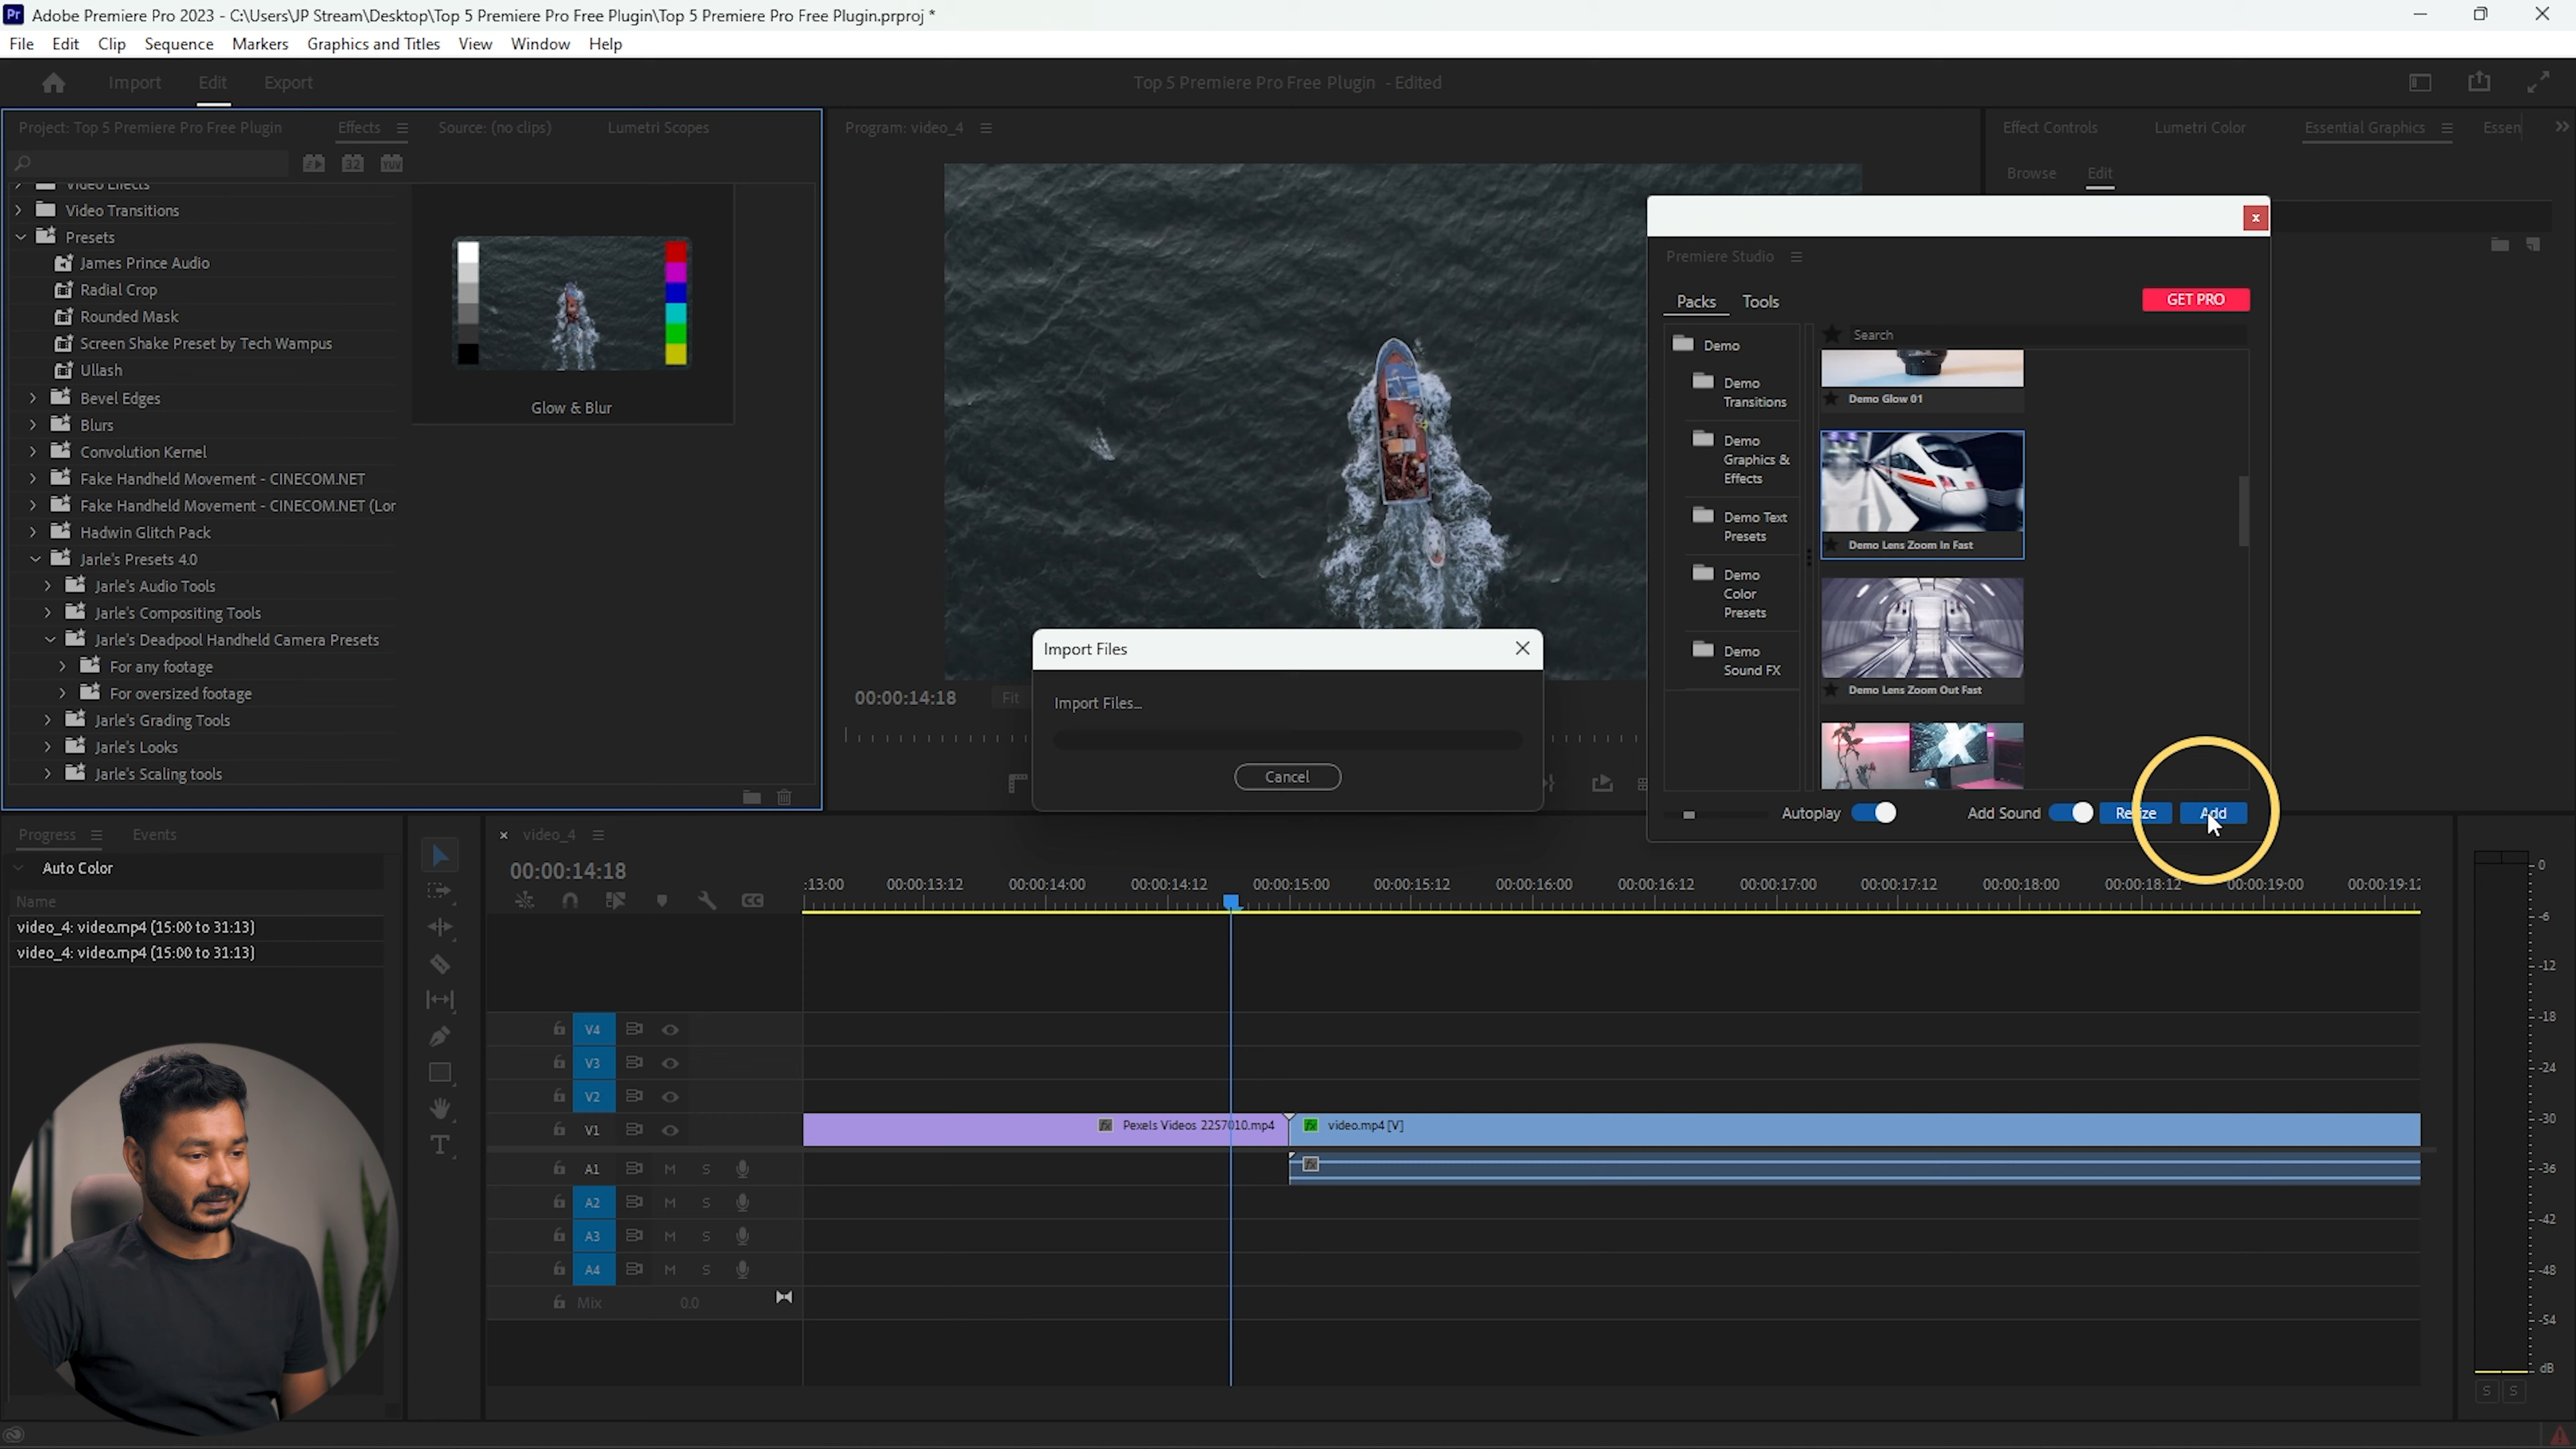 Pr Adobe Premiere Pro 2023 - C:\Users\JP Stream\Desktop\Top 5 Premiere Pro Free Plugin\Top 5 Premiere Pro Free Plugin.prproj *
File Edit Clip Sequence Markers Graphics and Titles View Window Help
Import Edit Export
Top 5 Premiere Pro Free Plugin - Edited
Project: Top 5 Premiere Pro Free Plugin Effects Source: (no clips) Lumetri Scopes
32 YUV
Video Effects
Video Transitions
Presets
James Prince Audio
Radial Crop
Rounded Mask
Screen Shake Preset by Tech Wampus
Ullash
Bevel Edges
Blurs
Convolution Kernel
Fake Handheld Movement - CINECOM.NET
Fake Handheld Movement - CINECOM.NET (Lor
Hadwin Glitch Pack
Jarle's Presets 4.0
Jarle's Audio Tools
Jarle's Compositing Tools
Jarle's Deadpool Handheld Camera Presets
For any footage
For oversized footage
Jarle's Grading Tools
Jarle's Looks
Jarle's Scaling tools
Glow & Blur
Program: video_4
00:00:14:18 Fit
Effect Controls Lumetri Color Essential Graphics Essen
Browse Edit
x
Premiere Studio
Packs Tools
GET PRO
Demo
Demo
Transitions
Demo
Graphics &
Effects
Demo Text
Presets
Demo
Color
Presets
Demo
Sound FX
Search
Demo Glow 01
Demo Lens Zoom In Fast
Demo Lens Zoom Out Fast
Autoplay Add Sound Resize Add
Import Files
Import Files...
Cancel
Progress Events
Auto Color
Name
video_4: video.mp4 (15:00 to 31:13)
video_4: video.mp4 (15:00 to 31:13)
× video_4
00:00:14:18
CC
:13:00 00:00:13:12 00:00:14:00 00:00:14:12 00:00:15:00 00:00:15:12 00:00:16:00 00:00:16:12 00:00:17:00 00:00:17:12 00:00:18:00 00:00:18:12 00:00:19:00 00:00:19:12
V4
V3
V2
V1
fx Pexels Videos 2257010.mp4 fx video.mp4 [V]
A1 M S
fx
A2 M S
A3 M S
A4 M S
Mix 0.0
T
0
-6
-12
-18
-24
-30
-36
-42
-48
-54
dB
S S